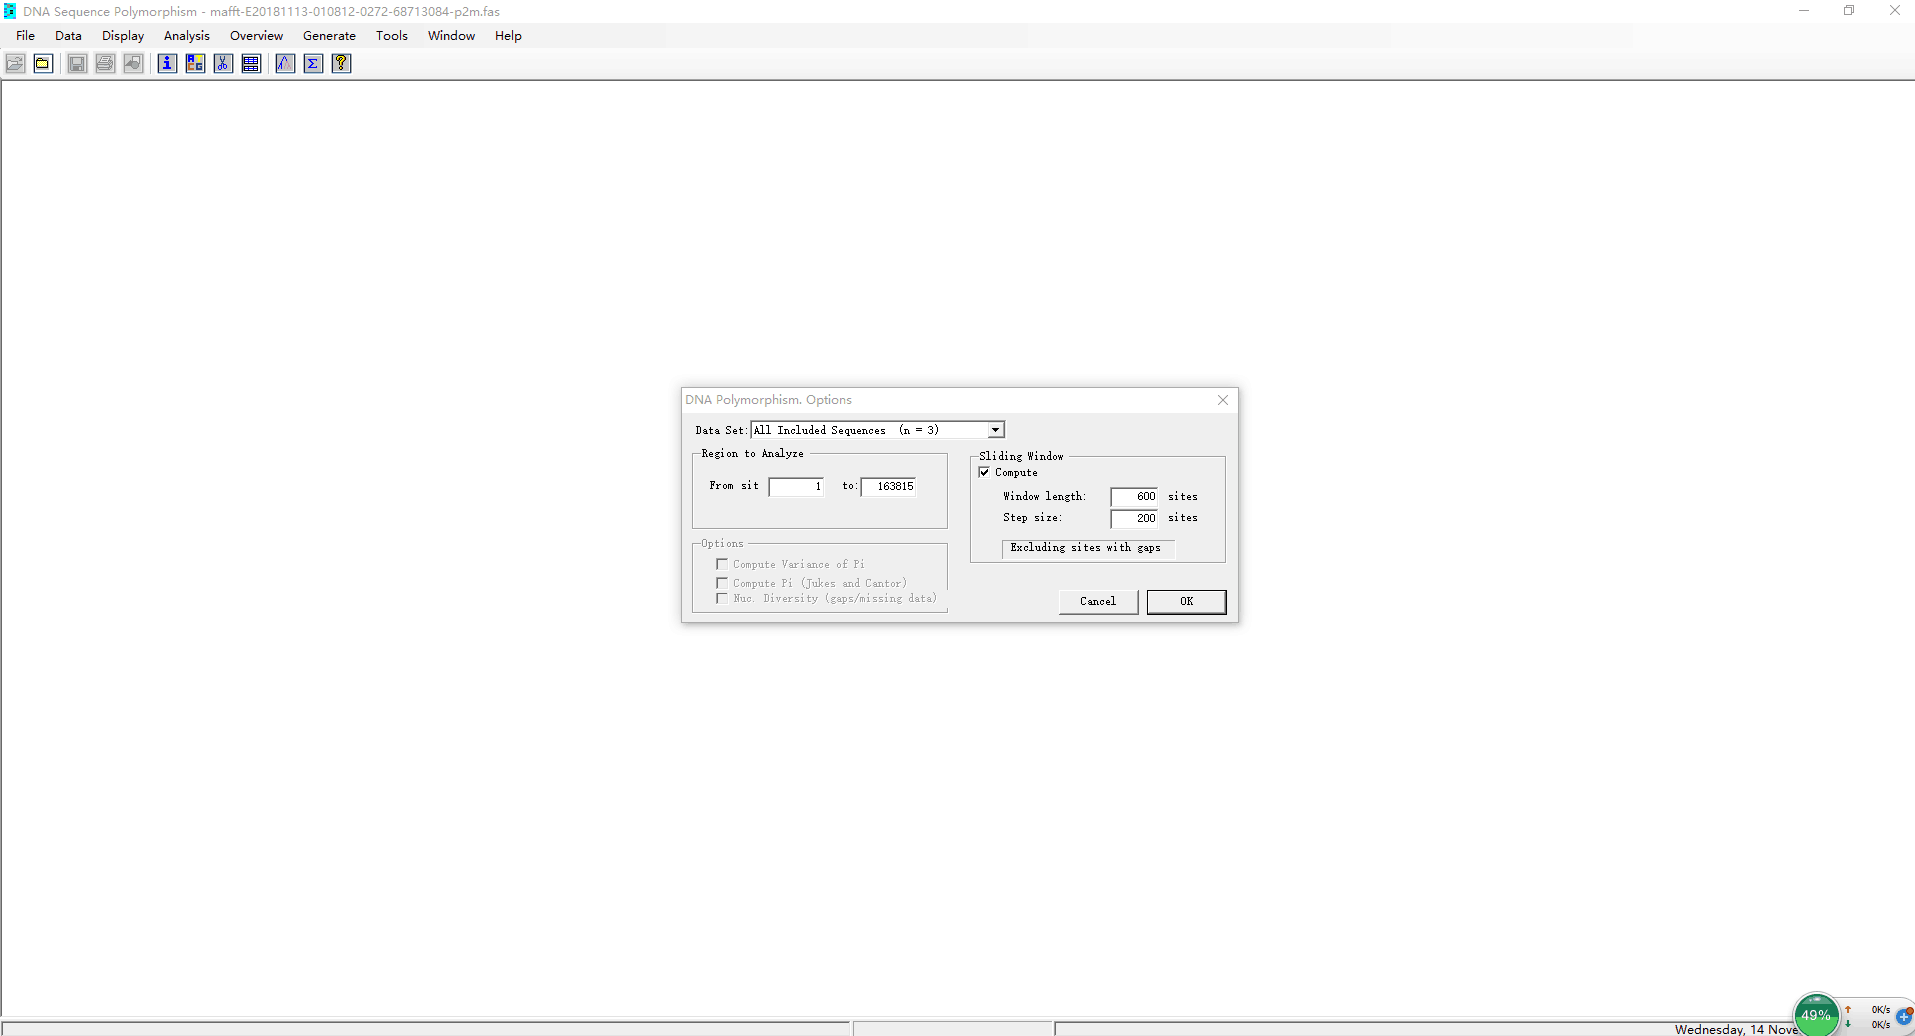 DNA Sequence Polymorphism - mafft-E20181113-010812-0272-68713084-p2m.fas
File Data Display Analysis Overview Generate Tools Window Help
DNA Polymorphism. Options
Data Set: All Included Sequences (n = 3)
Region to Analyze
From sit 1 to: 163815
Sliding Window
Compute
Window length: 600 sites
Step size: 200 sites
Excluding sites with gaps
Options
Compute Variance of Pi
Compute Pi (Jukes and Cantor)
Nuc. Diversity (gaps/missing data)
Cancel OK
49%
0K/s
0K/s
Wednesday, 14 Nove